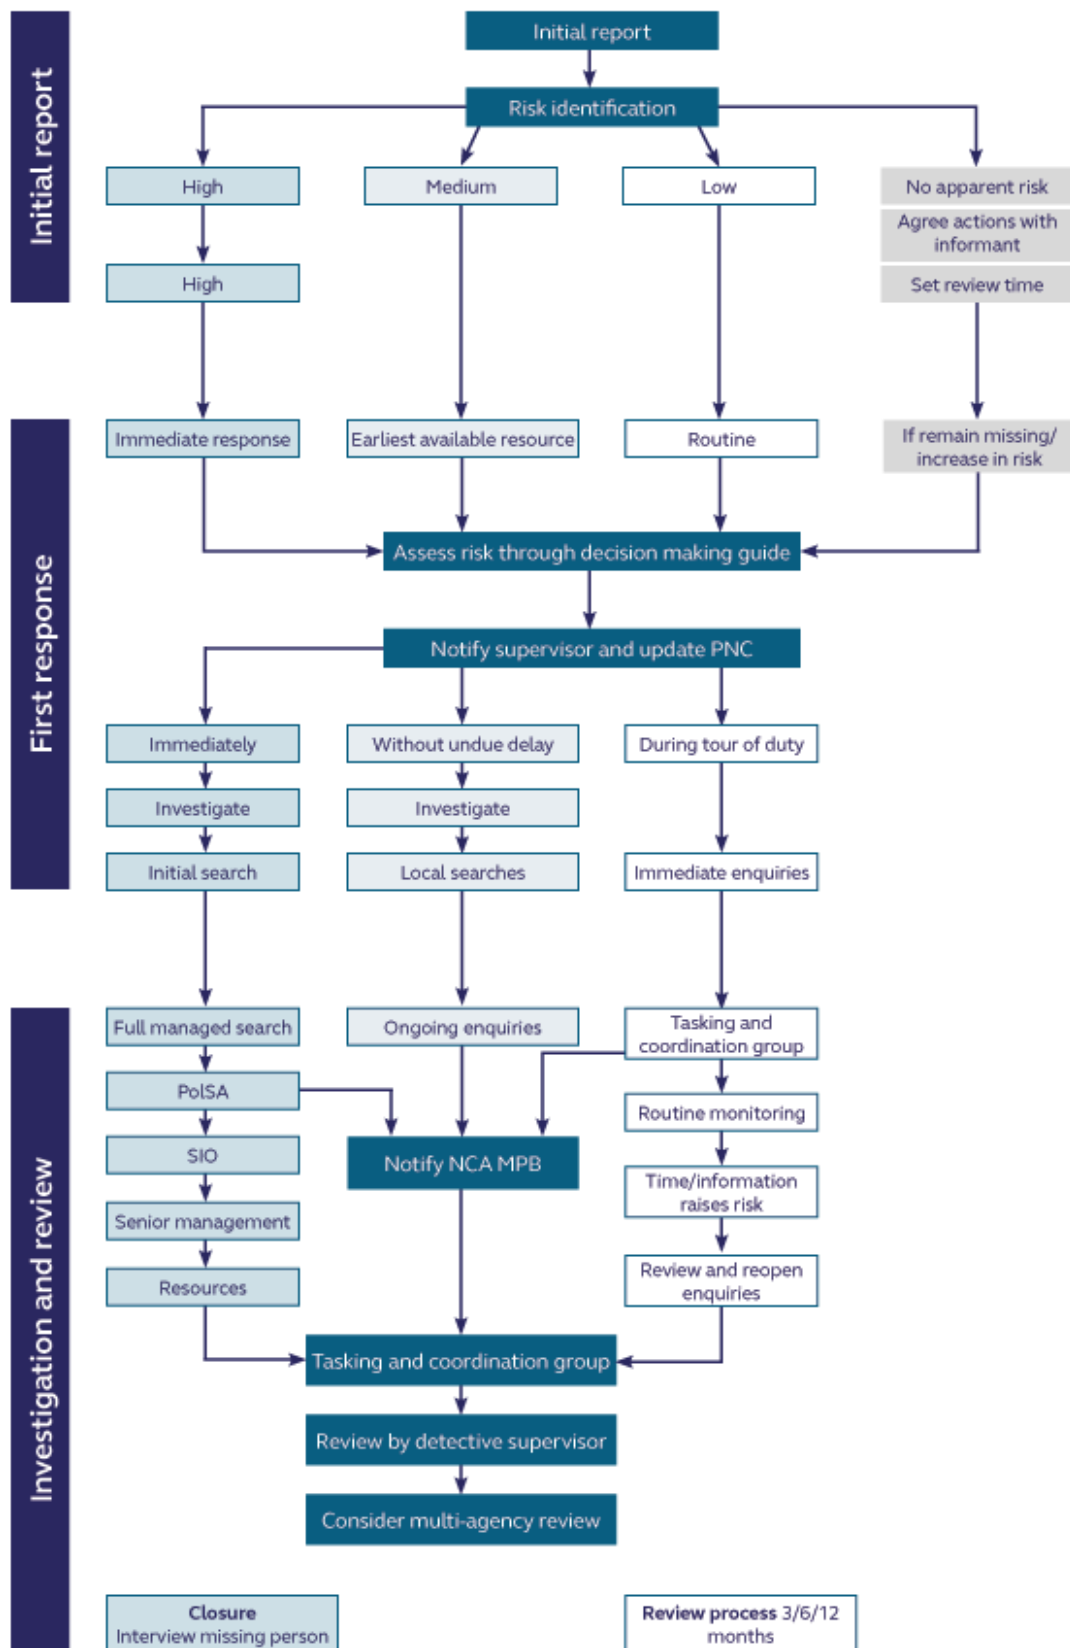 Initial report
Initial report
Risk identification
High
Medium
Low
No apparent risk
Agree actions with
informant
High
Set review time
First response
Immediate response
Earliest available resource
Routine
If remain missing/
increase in risk
Assess risk through decision making guide
Notify supervisor and update PNC
Immediately
Without undue delay
During tour of duty
Investigate
Investigate
Initial search
Local searches
Immediate enquiries
Investigation and review
Full managed search
Ongoing enquiries
Tasking and
coordination group
PolSA
Routine monitoring
SIO
Notify NCA MPB
Time/information
raises risk
Senior management
Resources
Review and reopen
enquiries
Tasking and coordination group
Review by detective supervisor
Consider multi-agency review
Closure
Interview missing person
Review process 3/6/12
months